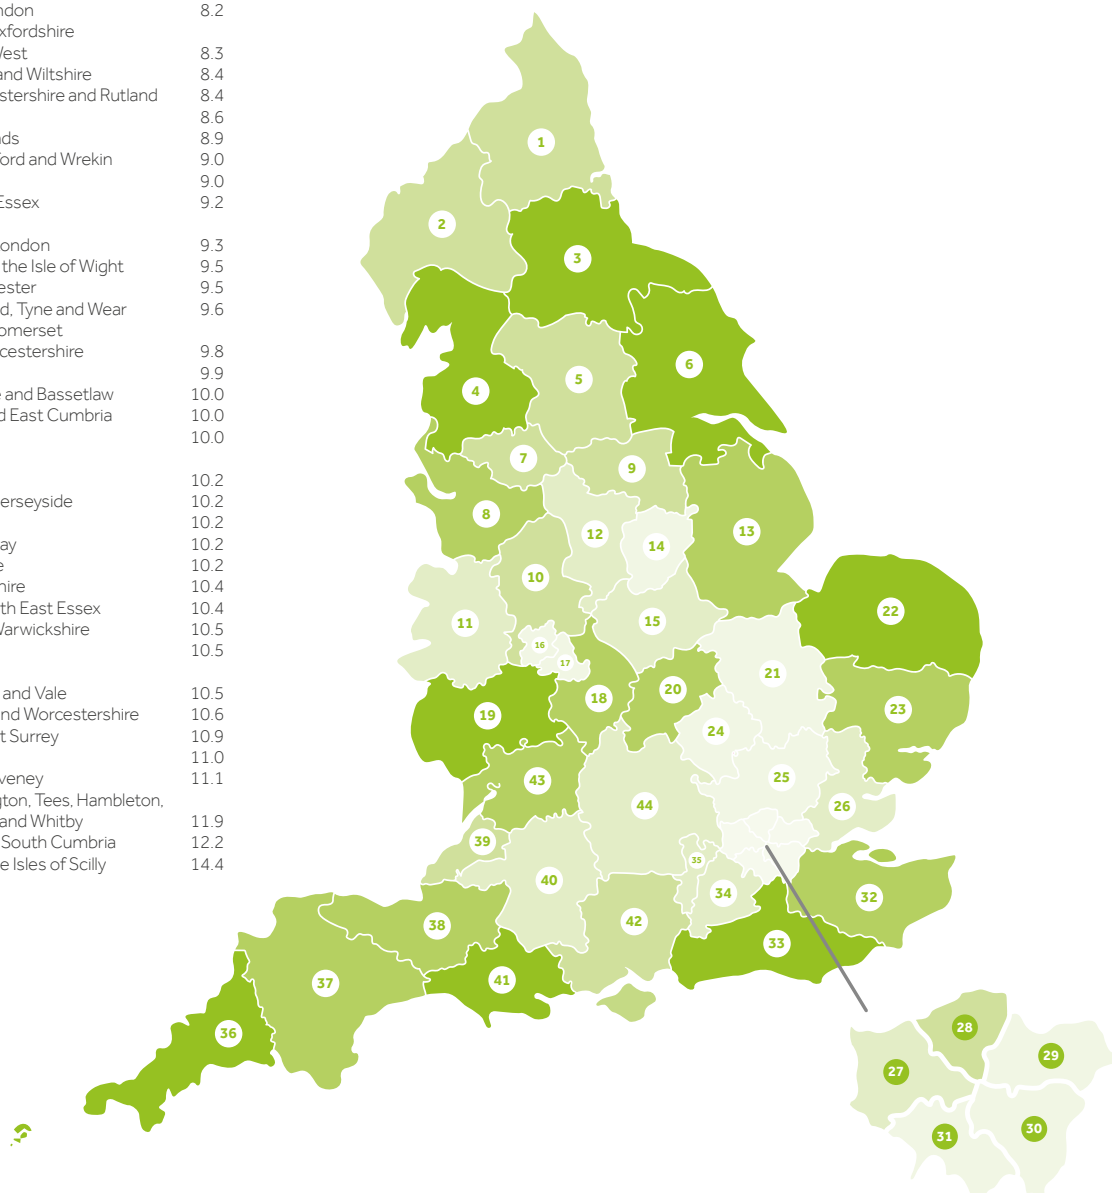 ndon 8.2
xfordshire
West 8.3
and Wiltshire 8.4
stershire and Rutland 8.4
8.6
ds 8.9
ord and Wrekin 9.0
9.0
Essex 9.2
ondon 9.3
the Isle of Wight 9.5
ester 9.5
d, Tyne and Wear 9.6
omerset
cestershire 9.8
9.9
e and Bassetlaw 10.0
d East Cumbria 10.0
10.0
10.2
erseyside 10.2
10.2
ay 10.2
e 10.2
hire 10.4
th East Essex 10.4
Warwickshire 10.5
10.5
and Vale 10.5
nd Worcestershire 10.6
t Surrey 10.9
11.0
veney 11.1
gton, Tees, Hambleton,
and Whitby 11.9
South Cumbria 12.2
e Isles of Scilly 14.4
1
2
3
4
5
6
7
8
9
10
11
12
13
14
15
16
17
18
19
20
21
22
23
24
25
26
27
28
29
30
31
32
33
34
35
36
37
38
39
40
41
42
43
44